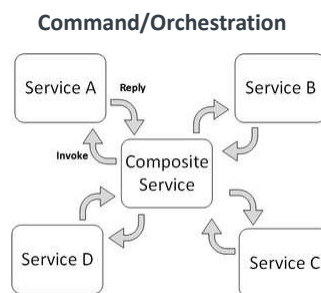 Command/Orchestration
Service A
Reply
Service B
Invoke
Composite
Service
Service D
Service C